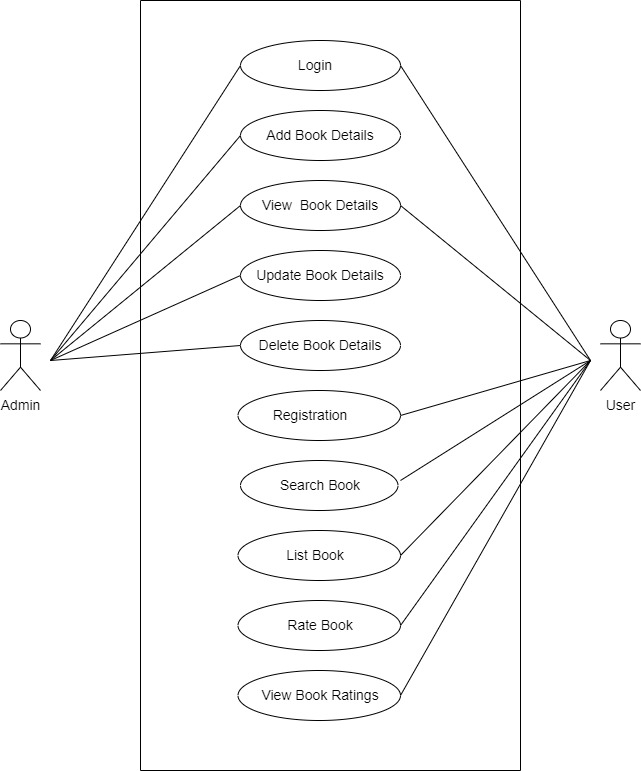 Login
Add Book Details
View  Book Details
Update Book Details
Delete Book Details
Admin
User
Registration
Search Book
List Book
Rate Book
View Book Ratings